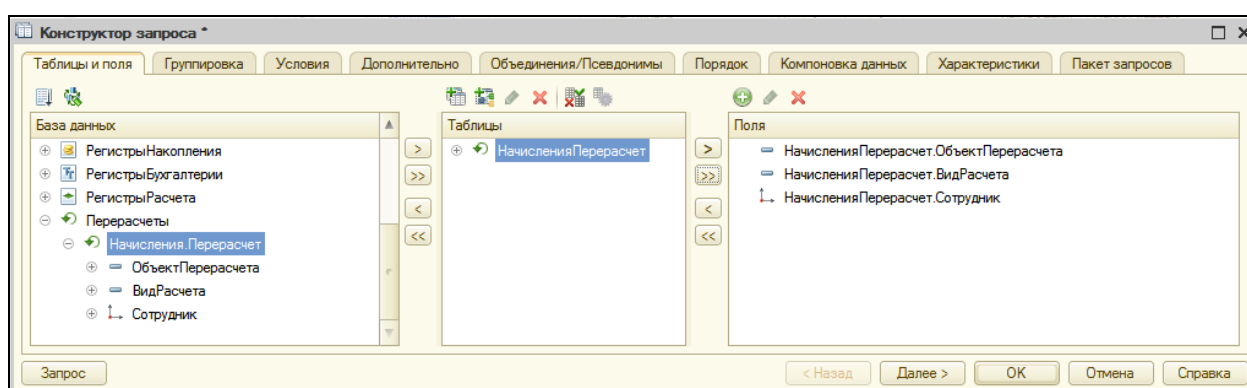 Конструктор запроса *
Таблицы и поля Группировка Условия Дополнительно Объединения/Псевдонимы Порядок Компоновка данных Характеристики Пакет запросов
База данных
РегистрыНакопления
РегистрыБухгалтерии
РегистрыРасчета
Перерасчеты
Начисления.Перерасчет
ОбъектПерерасчета
ВидРасчета
Сотрудник
>
>>
<
<<
Таблицы
НачисленияПерерасчет
>
>>
<
<<
Поля
НачисленияПерерасчет.ОбъектПерерасчета
НачисленияПерерасчет.ВидРасчета
НачисленияПерерасчет.Сотрудник
Запрос < Назад Далее > OK Отмена Справка